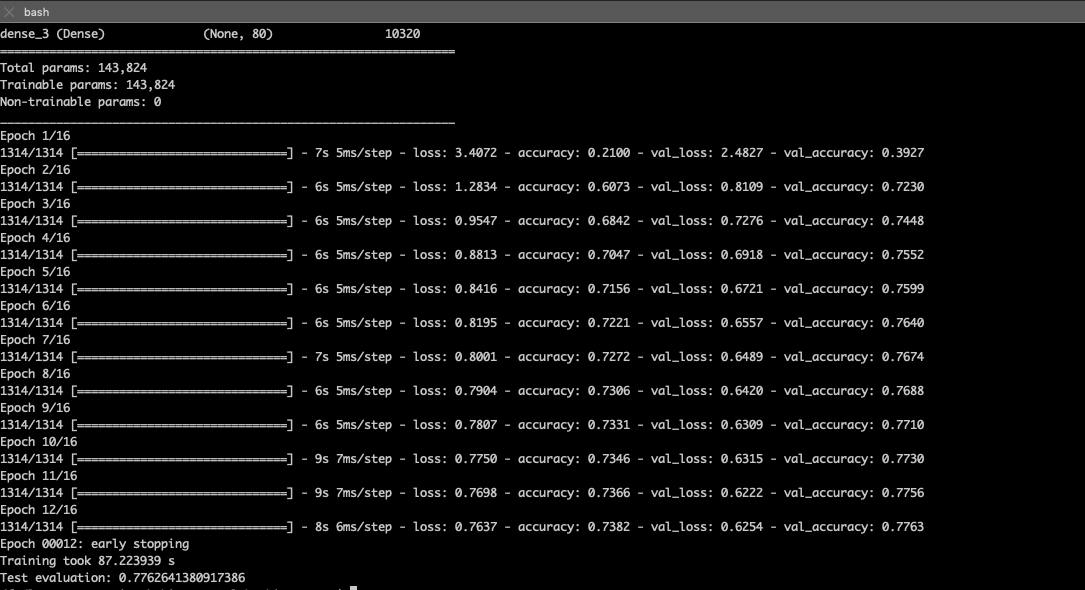 bash
dense_3 (Dense) (None, 80) 10320
=================================================================
Total params: 143,824
Trainable params: 143,824
Non-trainable params: 0
_________________________________________________________________
Epoch 1/16
1314/1314 [==============================] - 7s 5ms/step - loss: 3.4072 - accuracy: 0.2100 - val_loss: 2.4827 - val_accuracy: 0.3927
Epoch 2/16
1314/1314 [==============================] - 6s 5ms/step - loss: 1.2834 - accuracy: 0.6073 - val_loss: 0.8109 - val_accuracy: 0.7230
Epoch 3/16
1314/1314 [==============================] - 6s 5ms/step - loss: 0.9547 - accuracy: 0.6842 - val_loss: 0.7276 - val_accuracy: 0.7448
Epoch 4/16
1314/1314 [==============================] - 6s 5ms/step - loss: 0.8813 - accuracy: 0.7047 - val_loss: 0.6918 - val_accuracy: 0.7552
Epoch 5/16
1314/1314 [==============================] - 6s 5ms/step - loss: 0.8416 - accuracy: 0.7156 - val_loss: 0.6721 - val_accuracy: 0.7599
Epoch 6/16
1314/1314 [==============================] - 6s 5ms/step - loss: 0.8195 - accuracy: 0.7221 - val_loss: 0.6557 - val_accuracy: 0.7640
Epoch 7/16
1314/1314 [==============================] - 7s 5ms/step - loss: 0.8001 - accuracy: 0.7272 - val_loss: 0.6489 - val_accuracy: 0.7674
Epoch 8/16
1314/1314 [==============================] - 6s 5ms/step - loss: 0.7904 - accuracy: 0.7306 - val_loss: 0.6420 - val_accuracy: 0.7688
Epoch 9/16
1314/1314 [==============================] - 6s 5ms/step - loss: 0.7807 - accuracy: 0.7331 - val_loss: 0.6309 - val_accuracy: 0.7710
Epoch 10/16
1314/1314 [==============================] - 9s 7ms/step - loss: 0.7750 - accuracy: 0.7346 - val_loss: 0.6315 - val_accuracy: 0.7730
Epoch 11/16
1314/1314 [==============================] - 9s 7ms/step - loss: 0.7698 - accuracy: 0.7366 - val_loss: 0.6222 - val_accuracy: 0.7756
Epoch 12/16
1314/1314 [==============================] - 8s 6ms/step - loss: 0.7637 - accuracy: 0.7382 - val_loss: 0.6254 - val_accuracy: 0.7763
Epoch 00012: early stopping
Training took 87.223939 s
Test evaluation: 0.7762641380917386